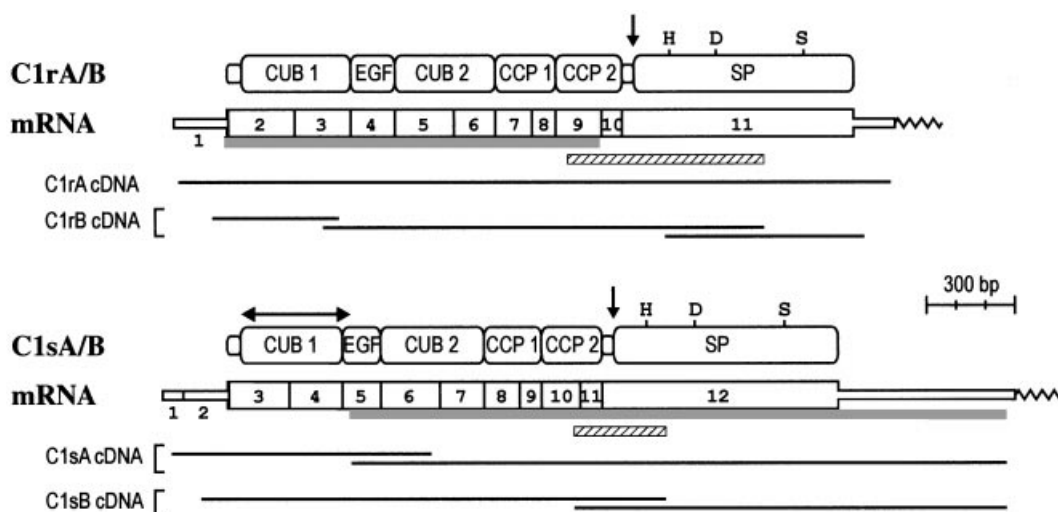 H D S
C1rA/B CUB 1 EGF CUB 2 CCP 1 CCP 2 SP
mRNA 2 3 4 5 6 7 8 9 10 11
1
C1rA cDNA
C1rB cDNA
300 bp
H D S
C1sA/B CUB 1 EGF CUB 2 CCP 1 CCP 2 SP
mRNA 3 4 5 6 7 8 9 10 11 12
1 2
C1sA cDNA
C1sB cDNA